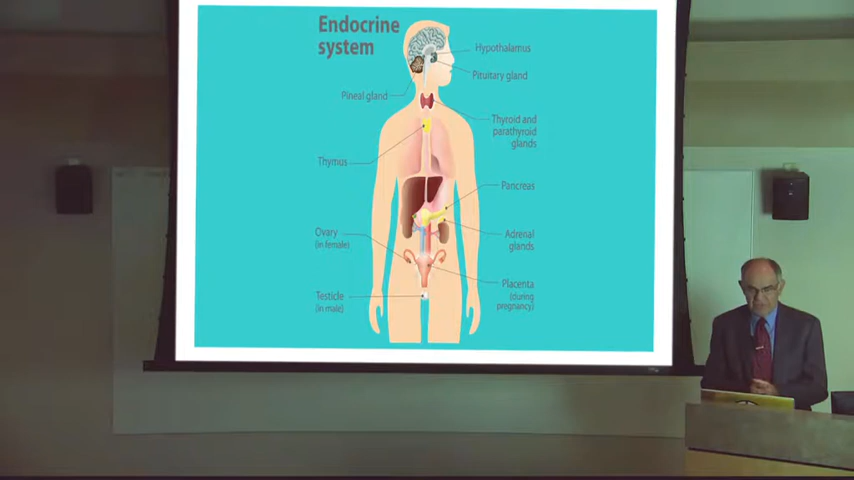 Endocrine
system
Hypothalamus
Pituitary gland
Pineal gland
Thyroid and
parathyroid
glands
Thymus
Pancreas
Ovary
(in female)
Adrenal
glands
Placenta
(during
pregnancy)
Testicle
(in male)